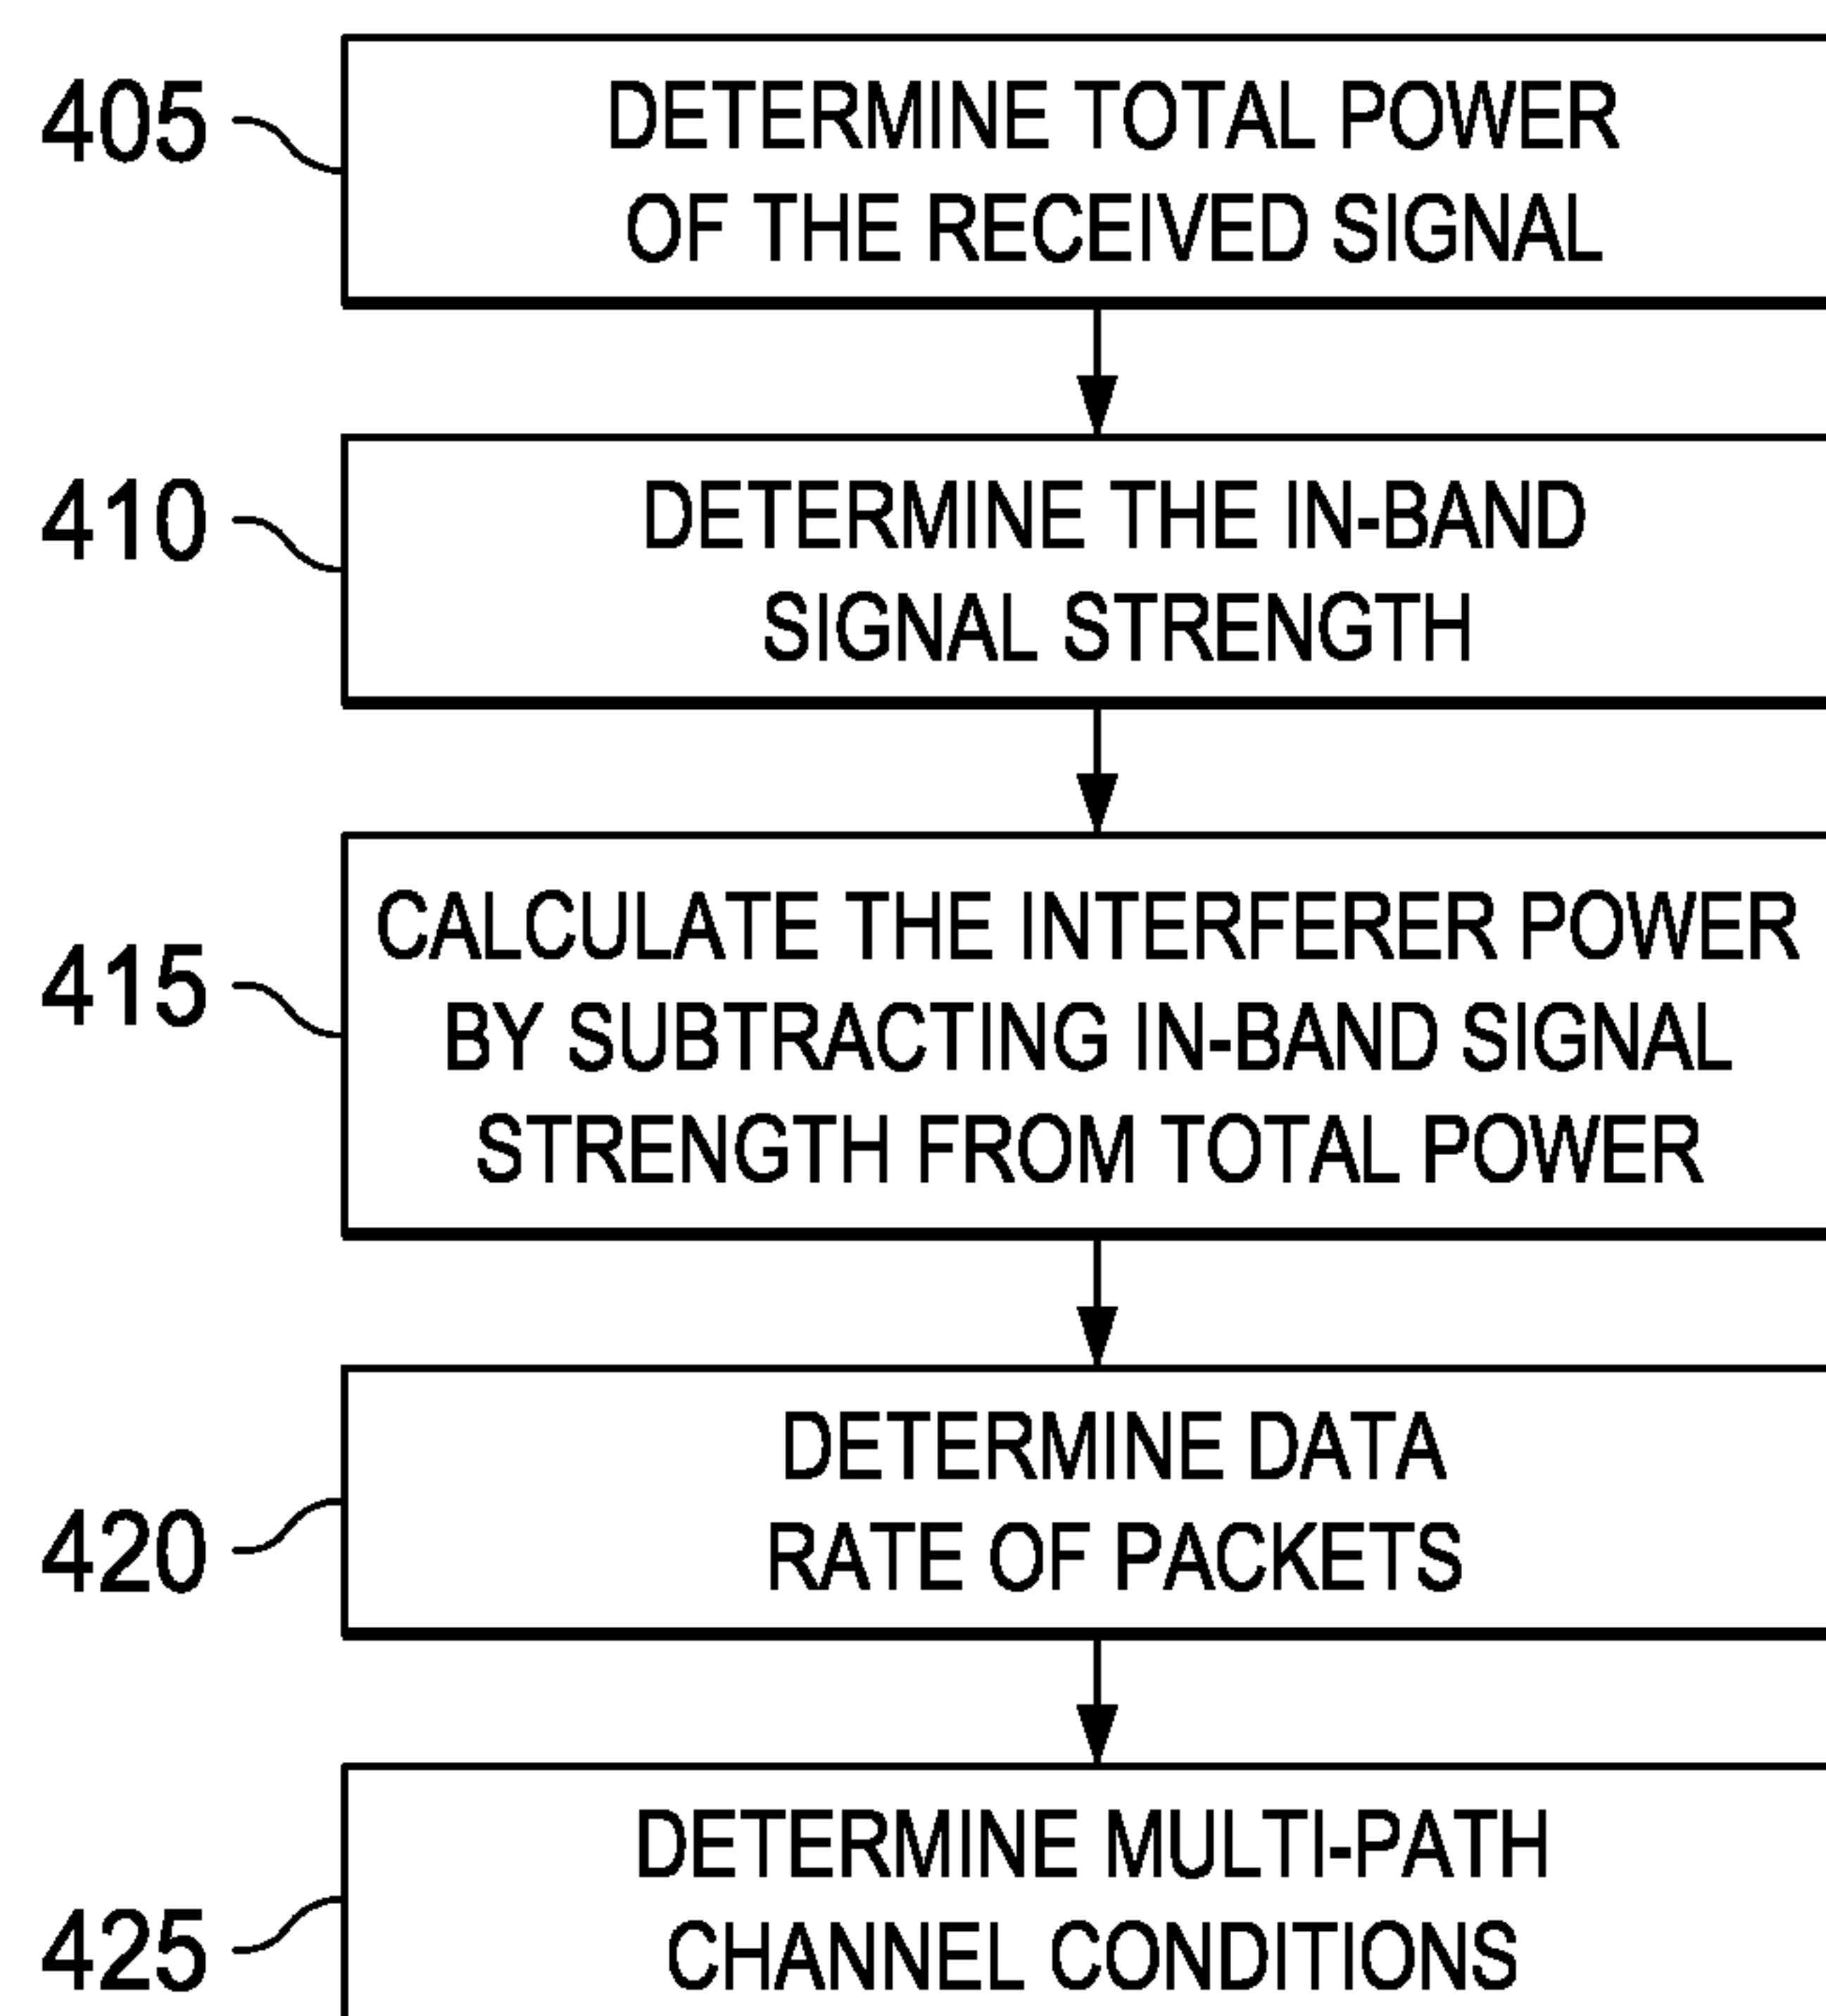 405
DETERMINE TOTAL POWER
OF THE RECEIVED SIGNAL
410
DETERMINE THE IN-BAND
SIGNAL STRENGTH
415
CALCULATE THE INTERFERER POWER
BY SUBTRACTING IN-BAND SIGNAL
STRENGTH FROM TOTAL POWER
420
DETERMINE DATA
RATE OF PACKETS
425
DETERMINE MULTI-PATH
CHANNEL CONDITIONS